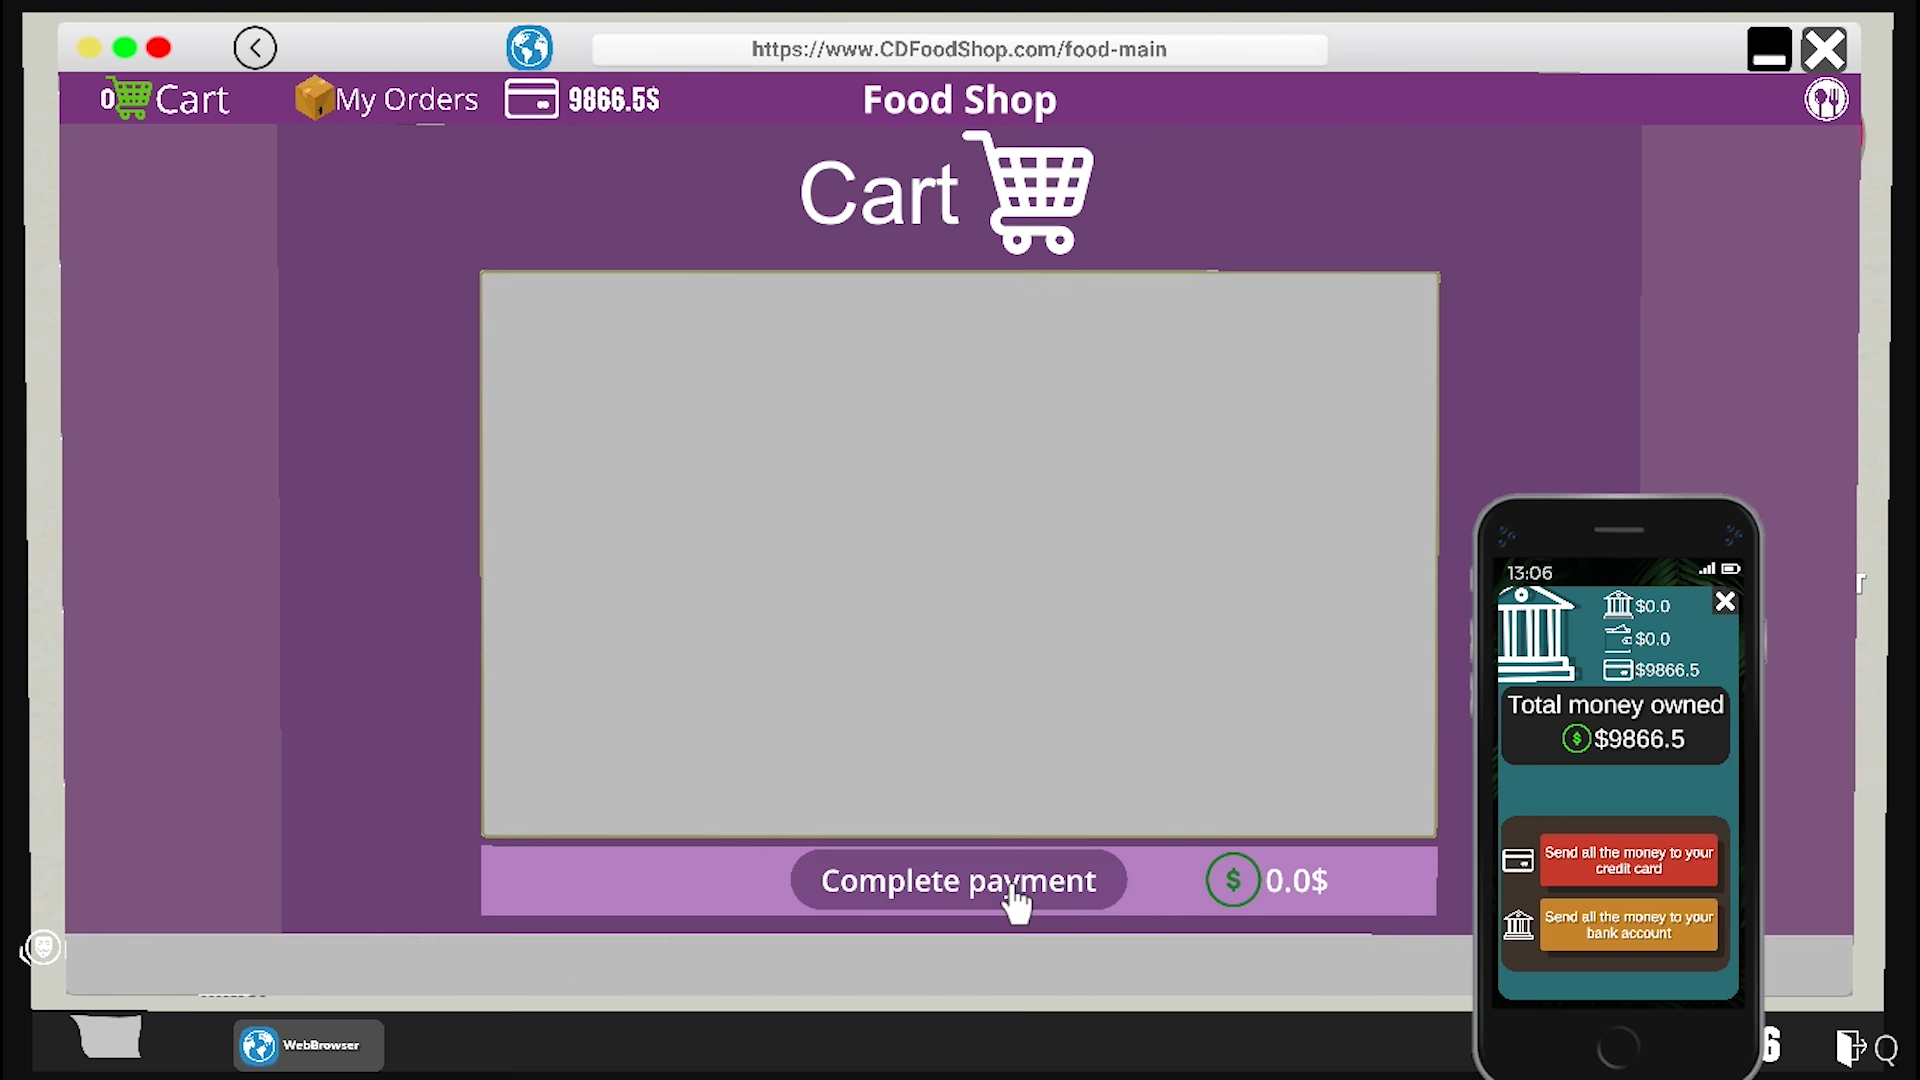 https://www.CDFoodShop.com/food-main
0 Cart
My Orders
9866.5$
Food Shop
Cart
Complete payment
$ 0.0$
13:06
$0.0
$0.0
$9866.5
Total money owned
$ $9866.5
Send all the money to your
credit card
Send all the money to your
bank account
WebBrowser
6
Q